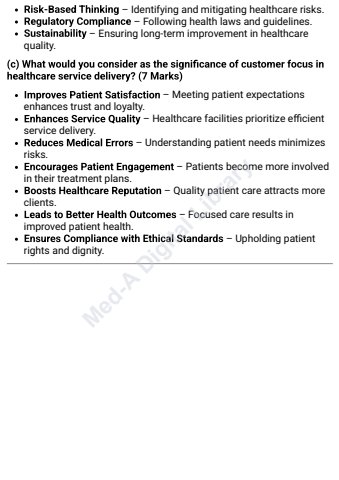 • Risk-Based Thinking – Identifying and mitigating healthcare risks.
• Regulatory Compliance – Following health laws and guidelines.
• Sustainability – Ensuring long-term improvement in healthcare
quality.
(c) What would you consider as the significance of customer focus in
healthcare service delivery? (7 Marks)
• Improves Patient Satisfaction – Meeting patient expectations
enhances trust and loyalty.
• Enhances Service Quality – Healthcare facilities prioritize efficient
service delivery.
• Reduces Medical Errors – Understanding patient needs minimizes
risks.
• Encourages Patient Engagement – Patients become more involved
in their treatment plans.
• Boosts Healthcare Reputation – Quality patient care attracts more
clients.
• Leads to Better Health Outcomes – Focused care results in
improved patient health.
• Ensures Compliance with Ethical Standards – Upholding patient
rights and dignity.
Med-A Digital Library